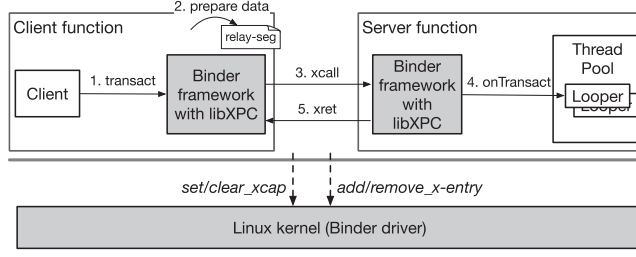 2. prepare data
Client function
relay-seg
Server function
Client
1. transact
Binder
framework
with libXPC
3. xcall
5. xret
Binder
framework
with
libXPC
4. onTransact
Thread
Pool
Looper
Looper
set/clear_xcap
add/remove_x-entry
Linux kernel (Binder driver)